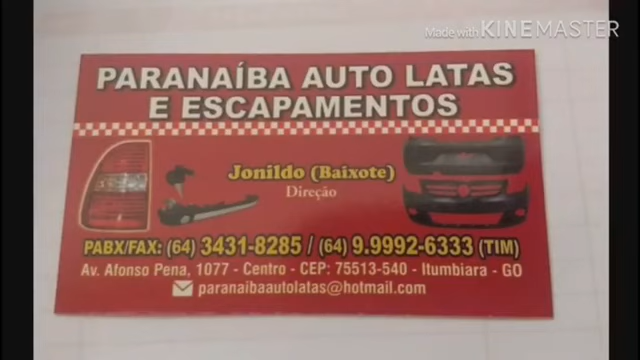 Made with KINEMASTER
PARANAÍBA AUTO LATAS
E ESCAPAMENTOS
Jonildo (Baixote)
Direção
PABX/FAX: (64) 3431-8285 / (64) 9.9992-6333 (TIM)
Av. Afonso Pena, 1077 - Centro - CEP: 75513-540 - Itumbiara - GO
paranaibaautolatas@hotmail.com